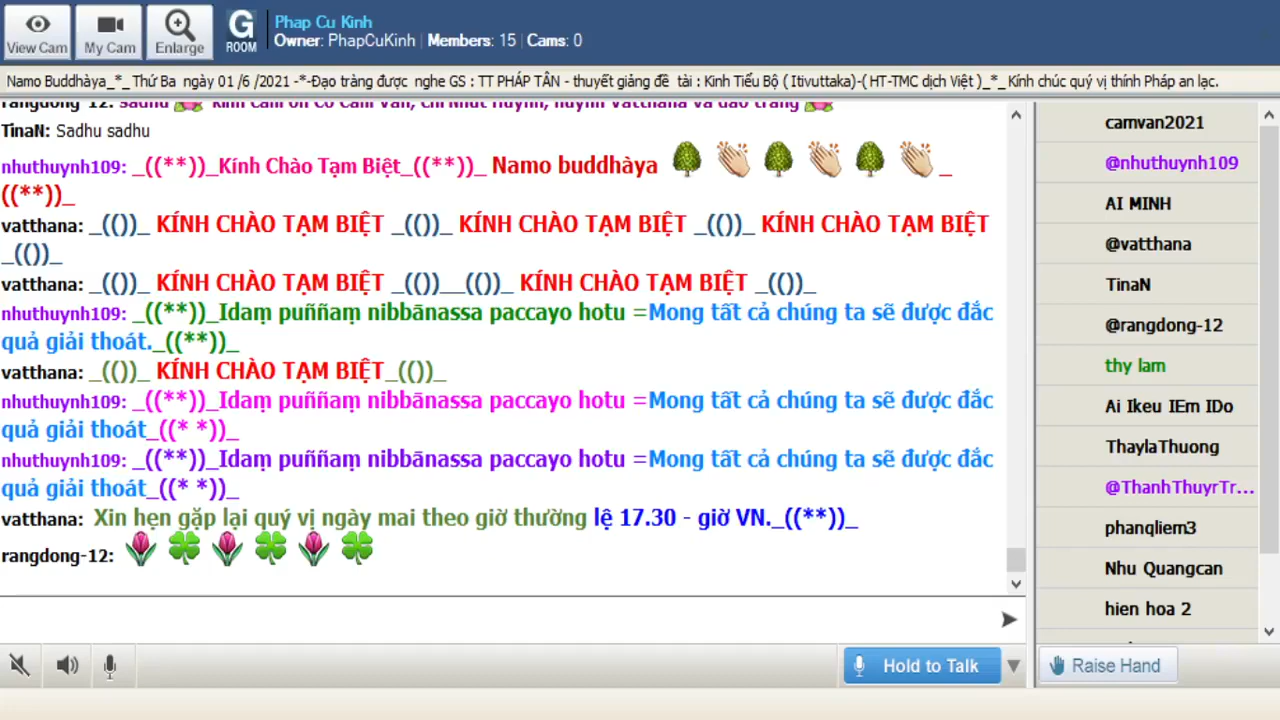 View Cam
My Cam
Enlarge
G
ROOM
Phap Cu Kinh
Owner: PhapCuKinh | Members: 15 | Cams: 0
Namo Buddhàya_*_ Thứ Ba ngày 01 /6 /2021 -*-Đạo tràng được nghe GS : TT PHÁP TÂN - thuyết giảng đề tài : Kinh Tiểu Bộ ( Itivuttaka)-( HT-TMC dịch Việt )_*_ Kính chúc quý vị thính Pháp an lạc.
rangdong-12: sadhu
TinaN: Sadhu sadhu
nhuthuynh109: _((**))_Kính Chào Tạm Biệt_((**))_ Namo buddhàya _
((**))_
vatthana: _(())_ KÍNH CHÀO TẠM BIỆT _(())_ KÍNH CHÀO TẠM BIỆT _(())_ KÍNH CHÀO TẠM BIỆT
_(())_
vatthana: _(())_ KÍNH CHÀO TẠM BIỆT _(())__(())_ KÍNH CHÀO TẠM BIỆT _(())_
nhuthuynh109: _((**))_Idaṃ puññaṃ nibbānassa paccayo hotu =Mong tất cả chúng ta sẽ được đắc
quả giải thoát._((**))_
vatthana: _(())_ KÍNH CHÀO TẠM BIỆT_(())_
nhuthuynh109: _((**))_Idaṃ puññaṃ nibbānassa paccayo hotu =Mong tất cả chúng ta sẽ được đắc
quả giải thoát_((* *))_
nhuthuynh109: _((**))_Idaṃ puññaṃ nibbānassa paccayo hotu =Mong tất cả chúng ta sẽ được đắc
quả giải thoát_((* *))_
vatthana: Xin hẹn gặp lại quý vị ngày mai theo giờ thường lệ 17.30 - giờ VN._((**))_
rangdong-12:
camvan2021
@nhuthuynh109
AI MINH
@vatthana
TinaN
@rangdong-12
thy lam
Ai Ikeu IEm IDo
ThaylaThuong
@ThanhThuyrTr...
phanqliem3
Nhu Quangcan
hien hoa 2
Hold to Talk
Raise Hand